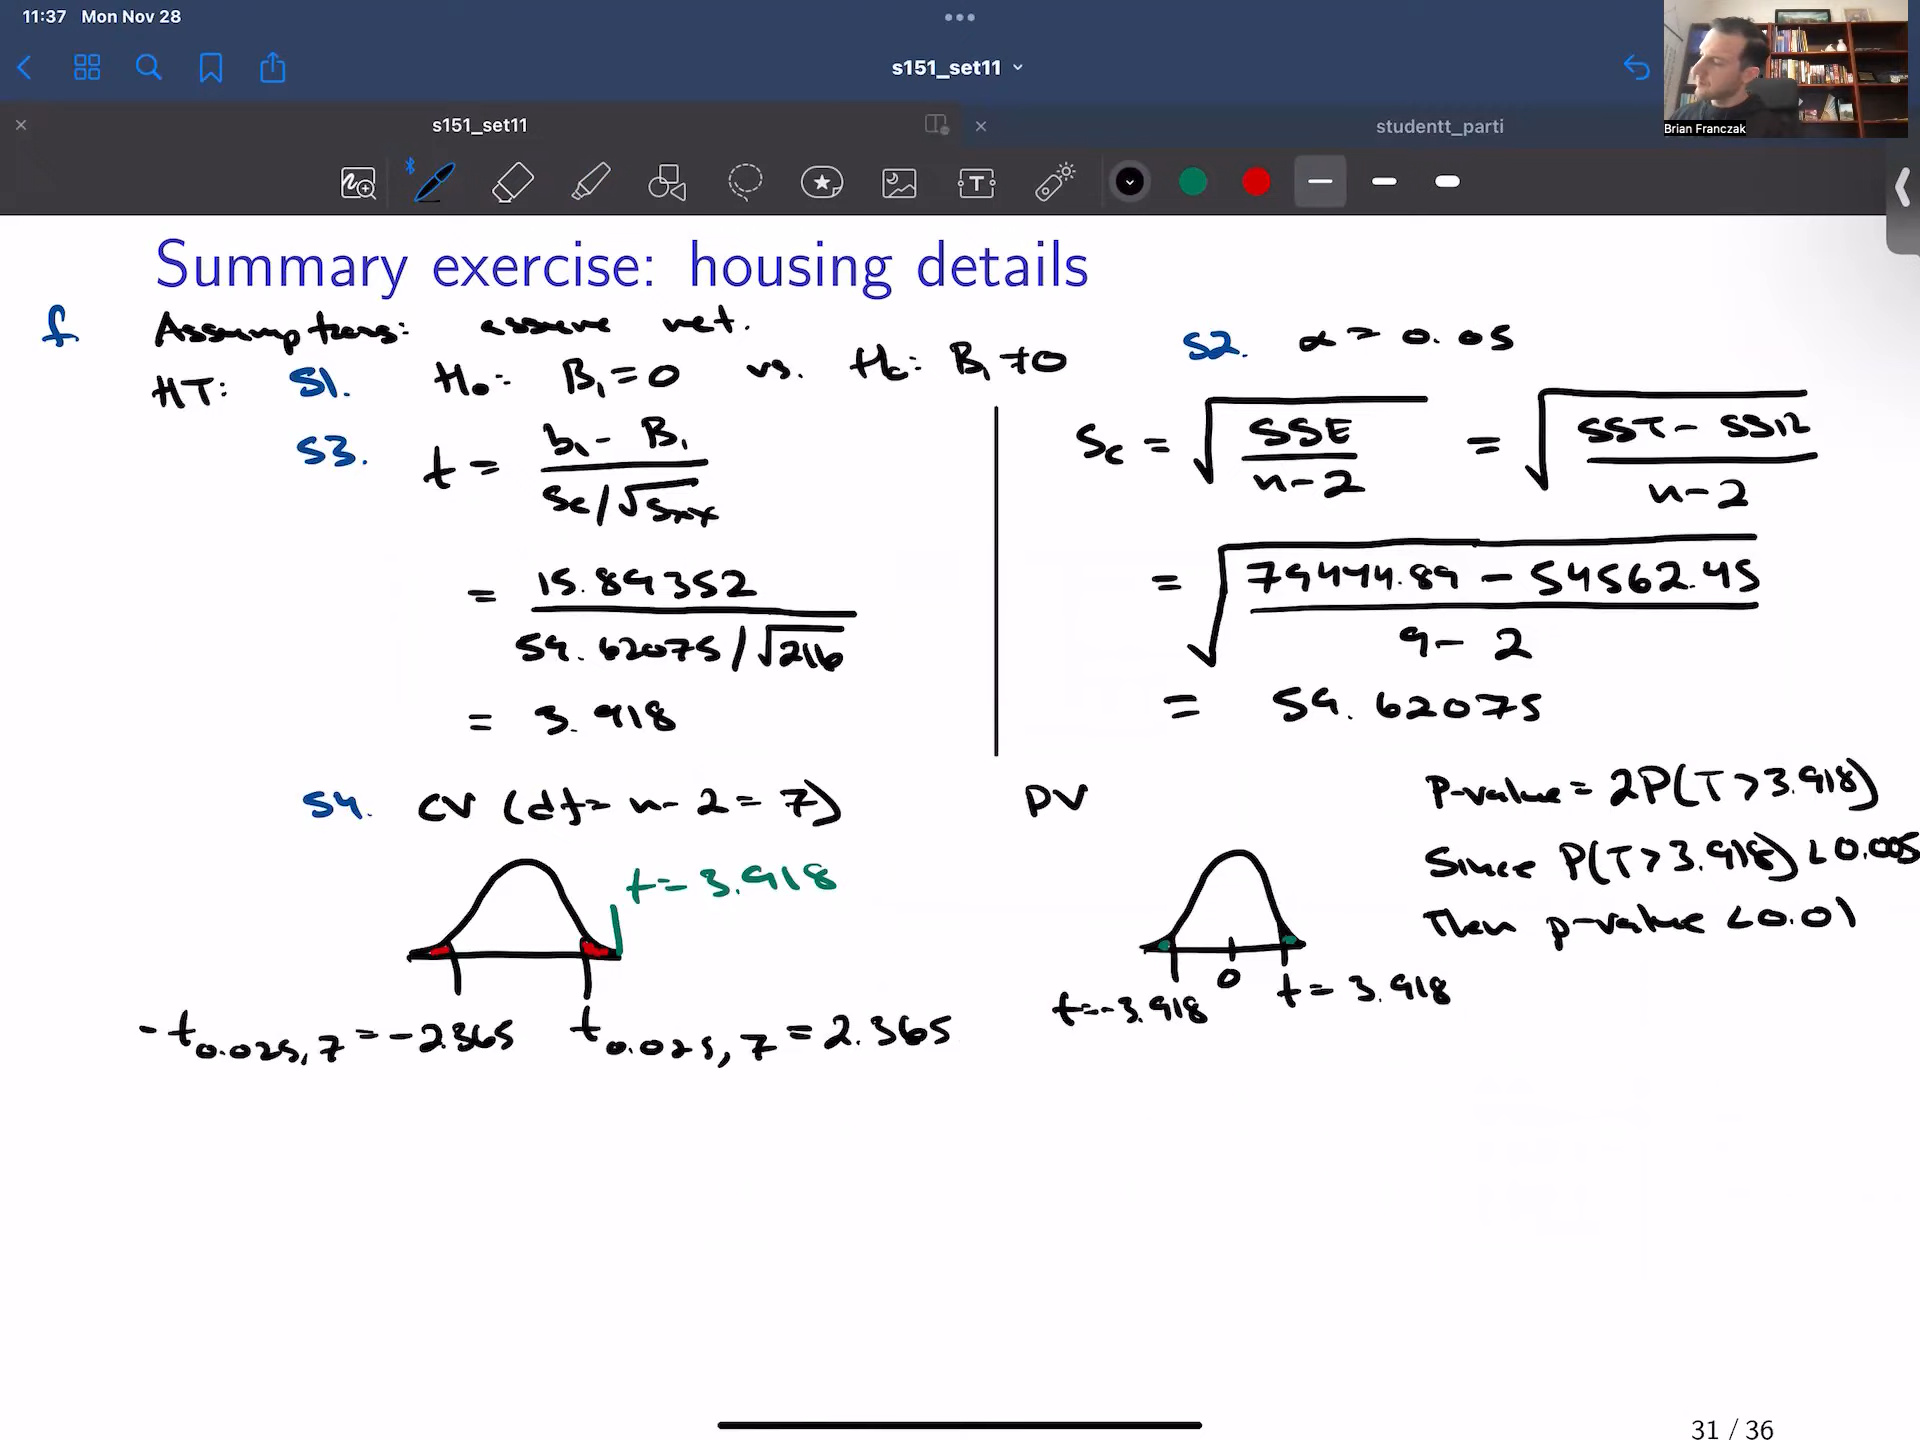 11:37 Mon Nov 28
s151_set11
Brian Franczak
s151_set11
studentt_parti
Summary exercise: housing details
f Assumptions: assume met.
HT: S1. H₀: B₁ = 0 vs. Hₐ: B₁ ≠ 0
S2. α = 0.05
S3. t = (b₁ - B₁) / (Se/√Sxx)
= 15.89352 / (59.62075/√216)
= 3.918
Se = √(SSE / (n-2)) = √((SST - SSR) / (n-2))
= √((79444.89 - 54562.45) / (9-2))
= 59.62075
S4. CV (df = n-2 = 7)
t = 3.918
-t0.025,7 = -2.365 t0.025,7 = 2.365
PV
P-value = 2P(T > 3.918)
Since P(T > 3.918) < 0.005
Then p-value < 0.01
t = -3.918 0 t = 3.918
31 / 36